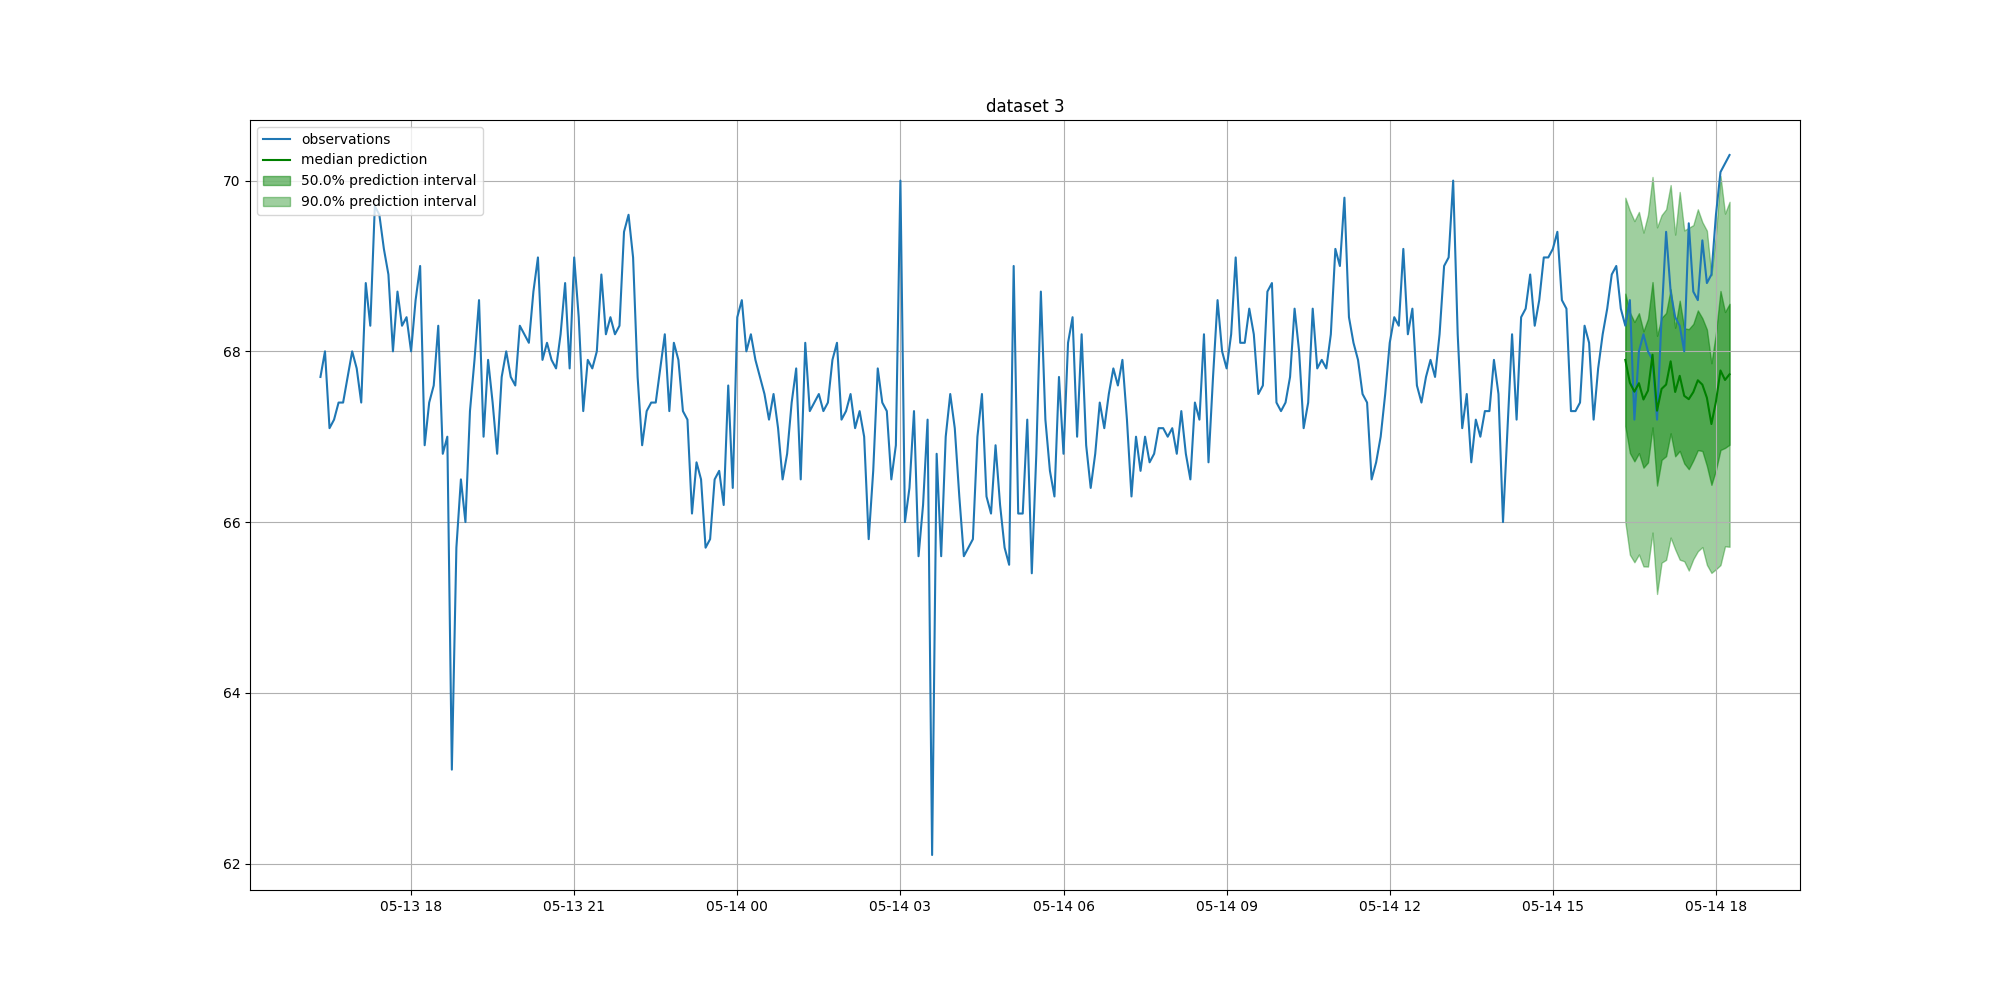 dataset 3
observations
median prediction
50.0% prediction interval
90.0% prediction interval
70
68
66
64
62
05-13 18
05-13 21
05-14 00
05-14 03
05-14 06
05-14 09
05-14 12
05-14 15
05-14 18